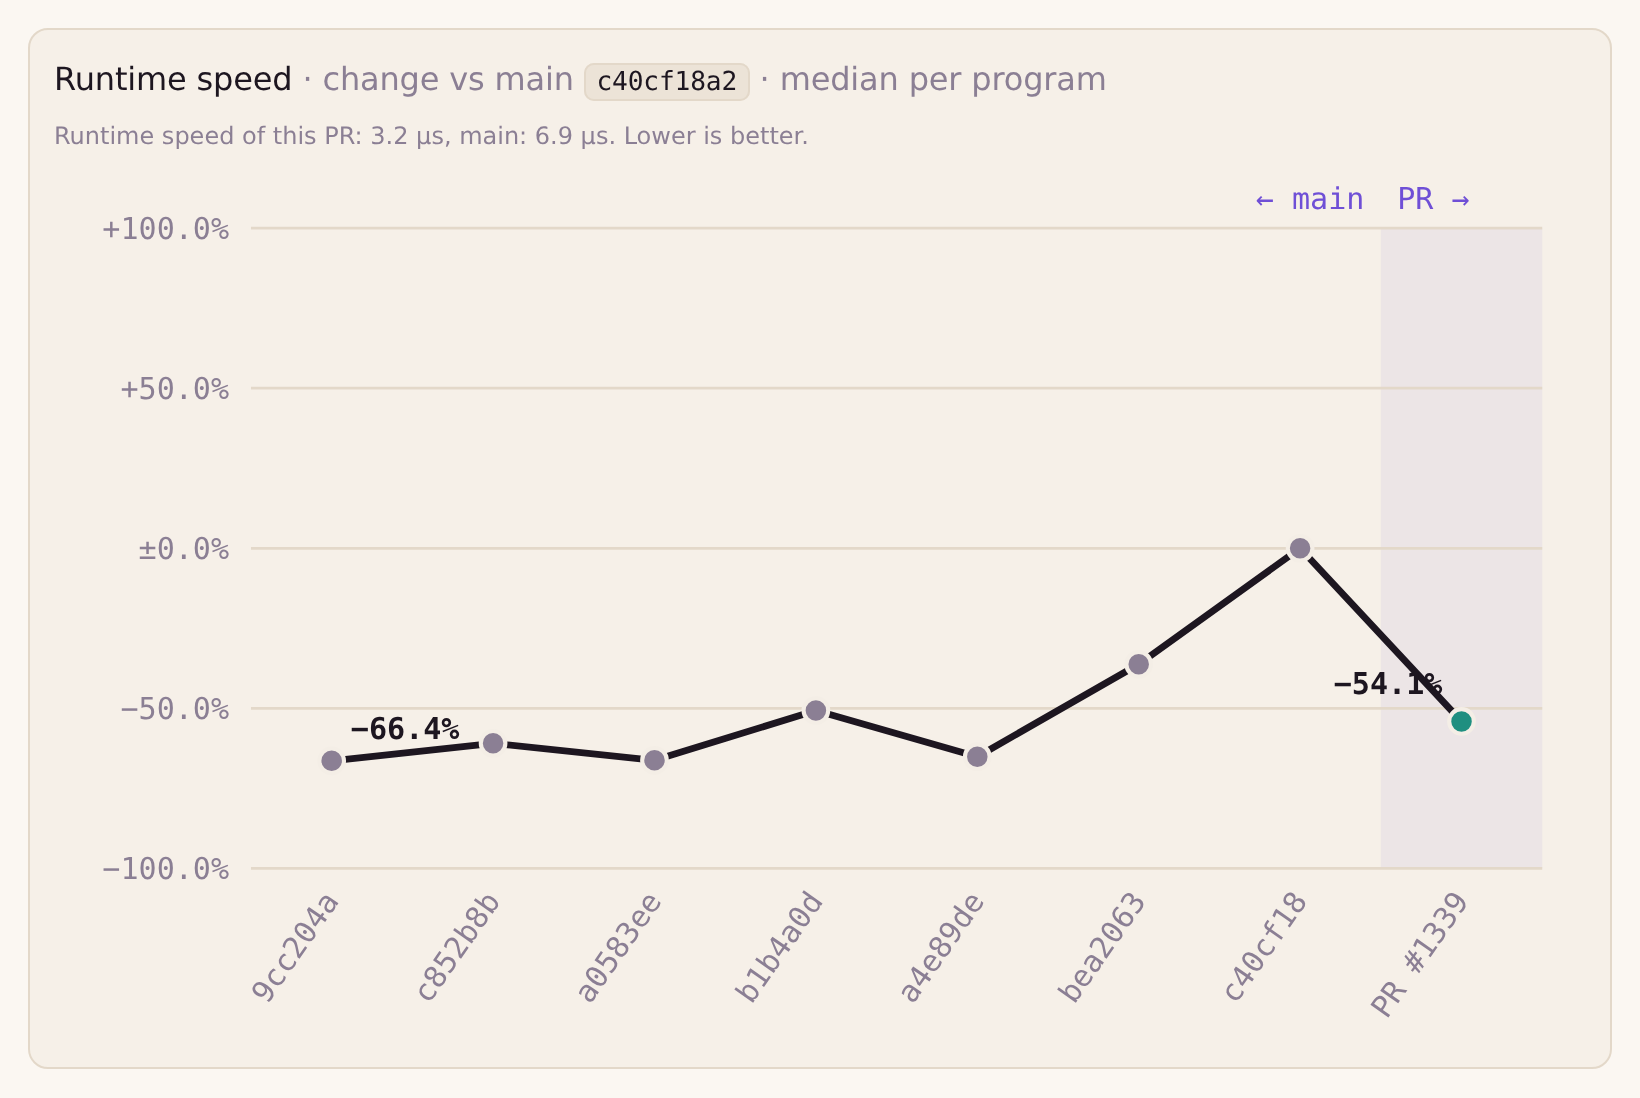 Runtime speed · change vs main c40cf18a2 · median per program
Runtime speed of this PR: 3.2 µs, main: 6.9 µs. Lower is better.
← main PR →
+100.0%
+50.0%
±0.0%
−50.0%
−100.0%
−66.4%
−54.1%
9cc204a
c852b8b
a0583ee
b1b4a0d
a4e89de
bea2063
c40cf18
PR #1339